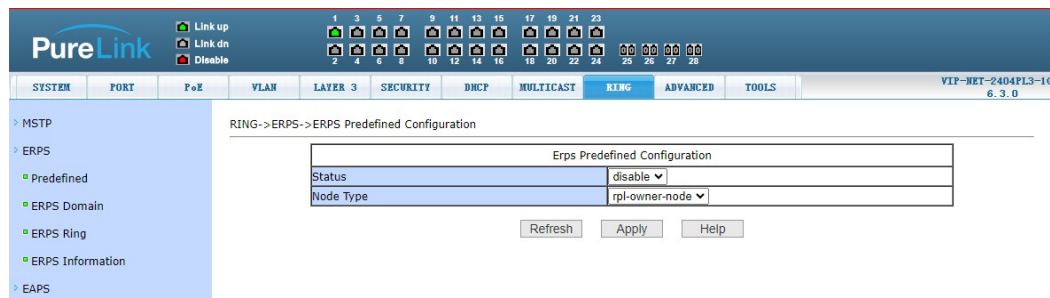 PureLink
Link up
Link dn
Disable
1 3 5 7 9 11 13 15 17 19 21 23
2 4 6 8 10 12 14 16 18 20 22 24 25 26 27 28
SYSTEM PORT PoE VLAN LAYER 3 SECURITY DHCP MULTICAST RING ADVANCED TOOLS
VIP-NET-2404PL3-1G
6.3.0
MSTP
ERPS
Predefined
ERPS Domain
ERPS Ring
ERPS Information
EAPS
RING->ERPS->ERPS Predefined Configuration
Erps Predefined Configuration
Status disable
Node Type rpl-owner-node
Refresh Apply Help